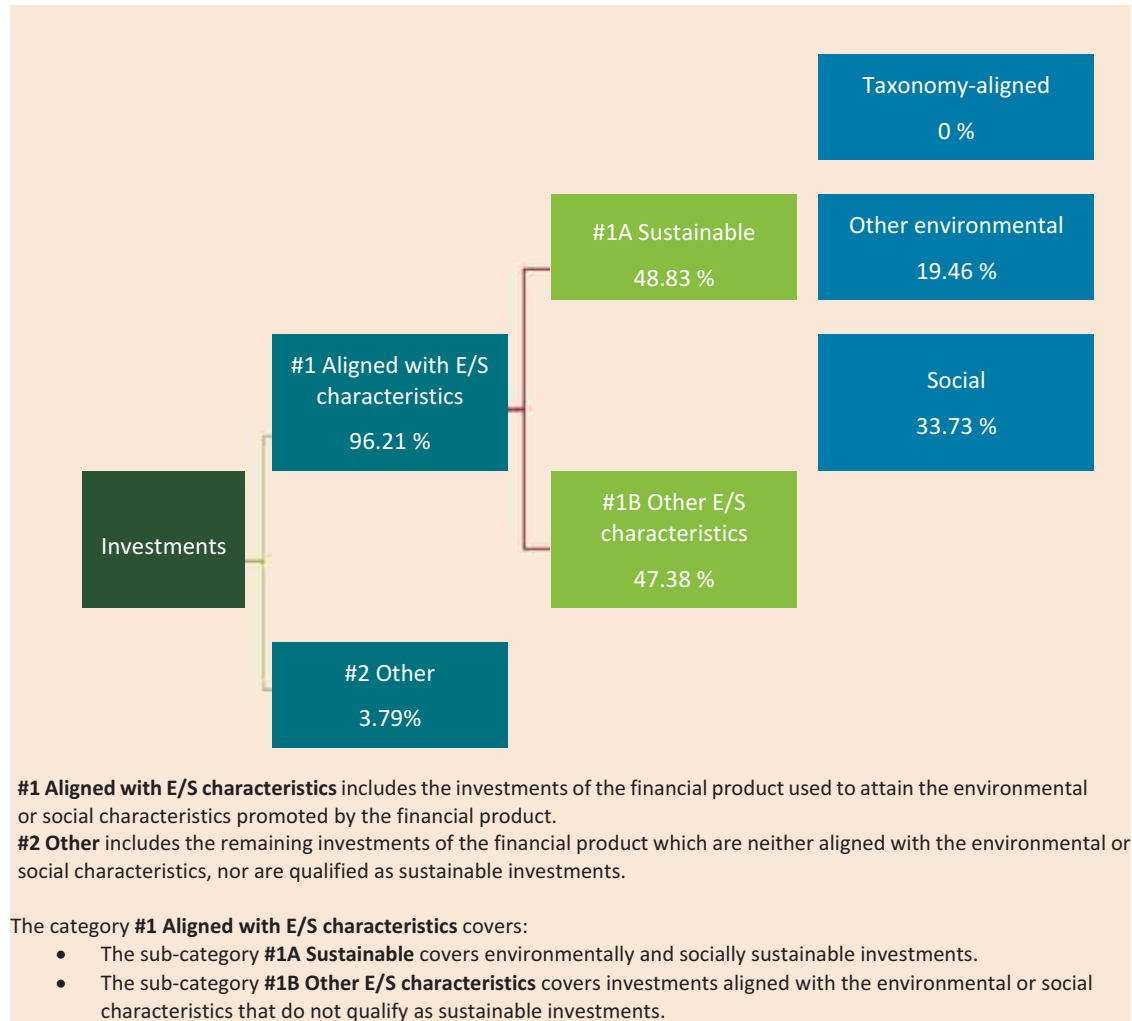 Taxonomy-aligned
0 %
#1A Sustainable
48.83 %
Other environmental
19.46 %
#1 Aligned with E/S
characteristics
96.21 %
Social
33.73 %
Investments
#1B Other E/S
characteristics
47.38 %
#2 Other
3.79%
#1 Aligned with E/S characteristics includes the investments of the financial product used to attain the environmental
or social characteristics promoted by the financial product.
#2 Other includes the remaining investments of the financial product which are neither aligned with the environmental or
social characteristics, nor are qualified as sustainable investments.
The category #1 Aligned with E/S characteristics covers:
• The sub-category #1A Sustainable covers environmentally and socially sustainable investments.
• The sub-category #1B Other E/S characteristics covers investments aligned with the environmental or social
characteristics that do not qualify as sustainable investments.